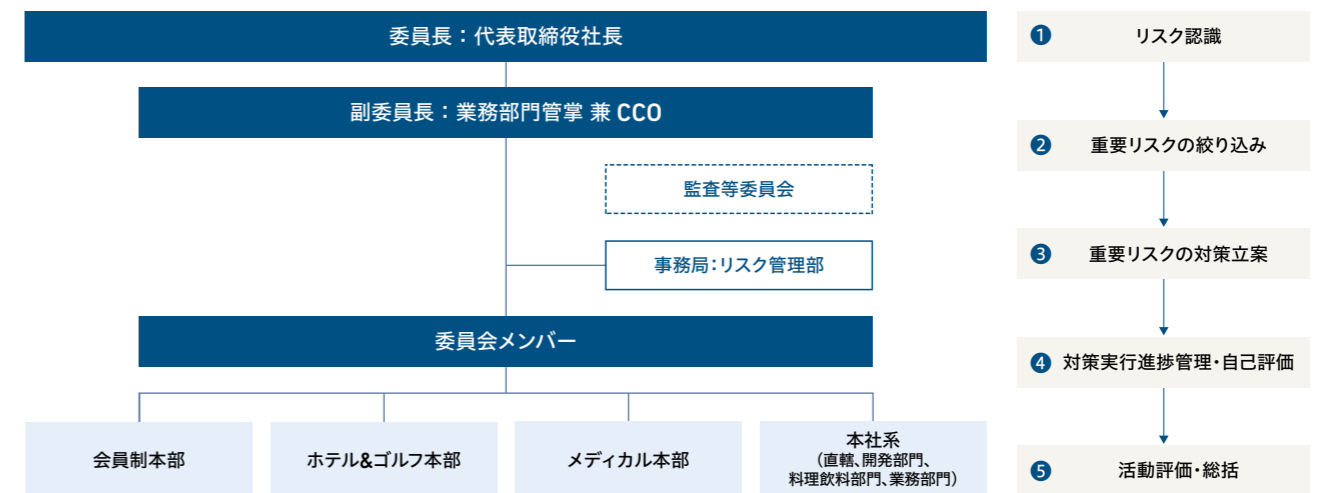 委員長：代表取締役社長
副委員長：業務部門管掌 兼 CCO
監査等委員会
事務局：リスク管理部
委員会メンバー
会員制本部
ホテル&ゴルフ本部
メディカル本部
本社系
（直轄、開発部門、
料理飲料部門、業務部門）
❶ リスク認識
❷ 重要リスクの絞り込み
❸ 重要リスクの対策立案
❹ 対策実行進捗管理・自己評価
❺ 活動評価・総括